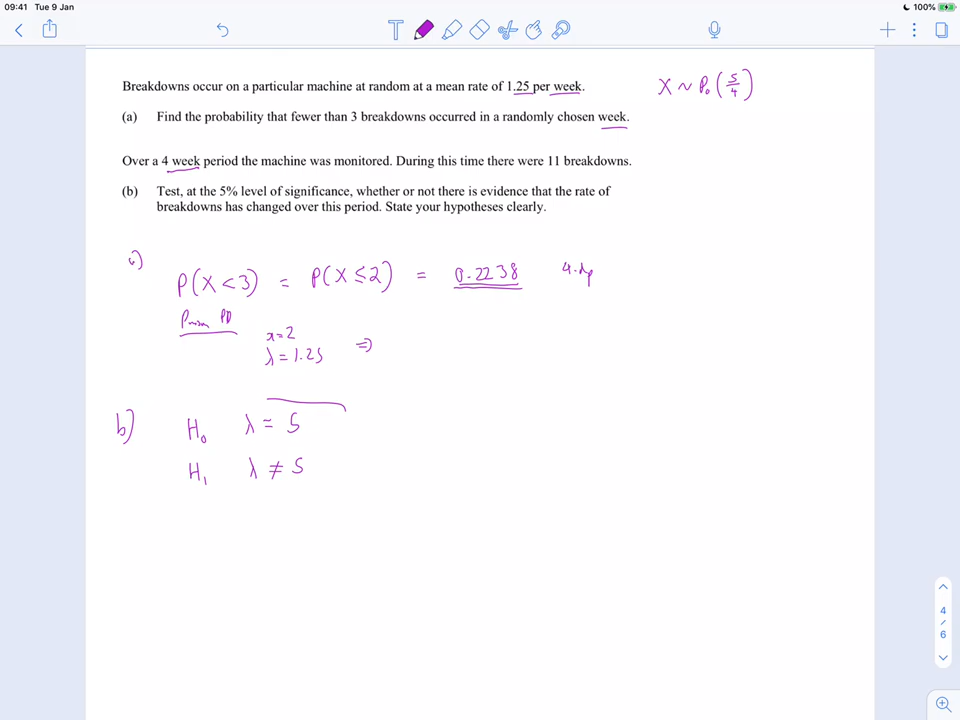 09:41 Tue 9 Jan
100%
Breakdowns occur on a particular machine at random at a mean rate of 1.25 per week.
X ~ Po (5/4)
(a) Find the probability that fewer than 3 breakdowns occurred in a randomly chosen week.
Over a 4 week period the machine was monitored. During this time there were 11 breakdowns.
(b) Test, at the 5% level of significance, whether or not there is evidence that the rate of
breakdowns has changed over this period. State your hypotheses clearly.
a)
P(X < 3) = P(X ≤ 2) = 0.2238 4.dp
PD
x = 2
λ = 1.25 ⇒
b) H₀ λ = 5
H₁ λ ≠ 5
4
/
6